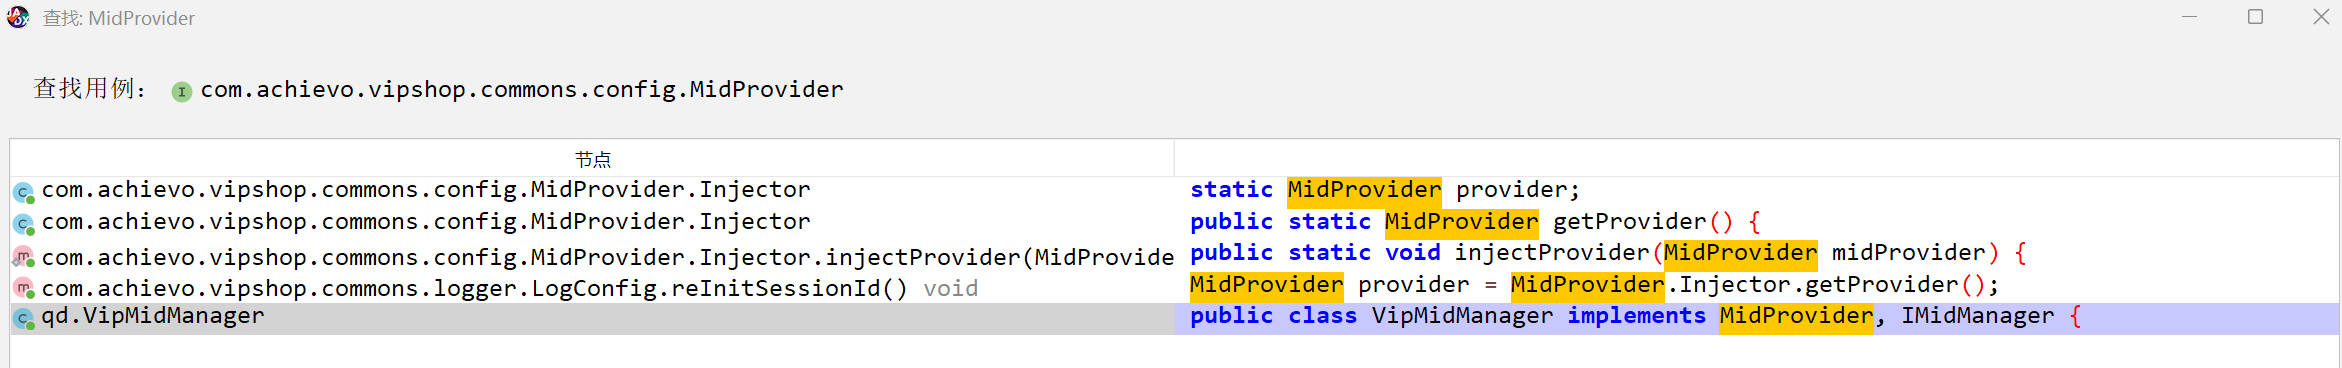 查找: MidProvider
查找用例： com.achievo.vipshop.commons.config.MidProvider
节点
com.achievo.vipshop.commons.config.MidProvider.Injector static MidProvider provider;
com.achievo.vipshop.commons.config.MidProvider.Injector public static MidProvider getProvider() {
com.achievo.vipshop.commons.config.MidProvider.Injector.injectProvider(MidProvide public static void injectProvider(MidProvider midProvider) {
com.achievo.vipshop.commons.logger.LogConfig.reInitSessionId() void MidProvider provider = MidProvider.Injector.getProvider();
qd.VipMidManager public class VipMidManager implements MidProvider, IMidManager {